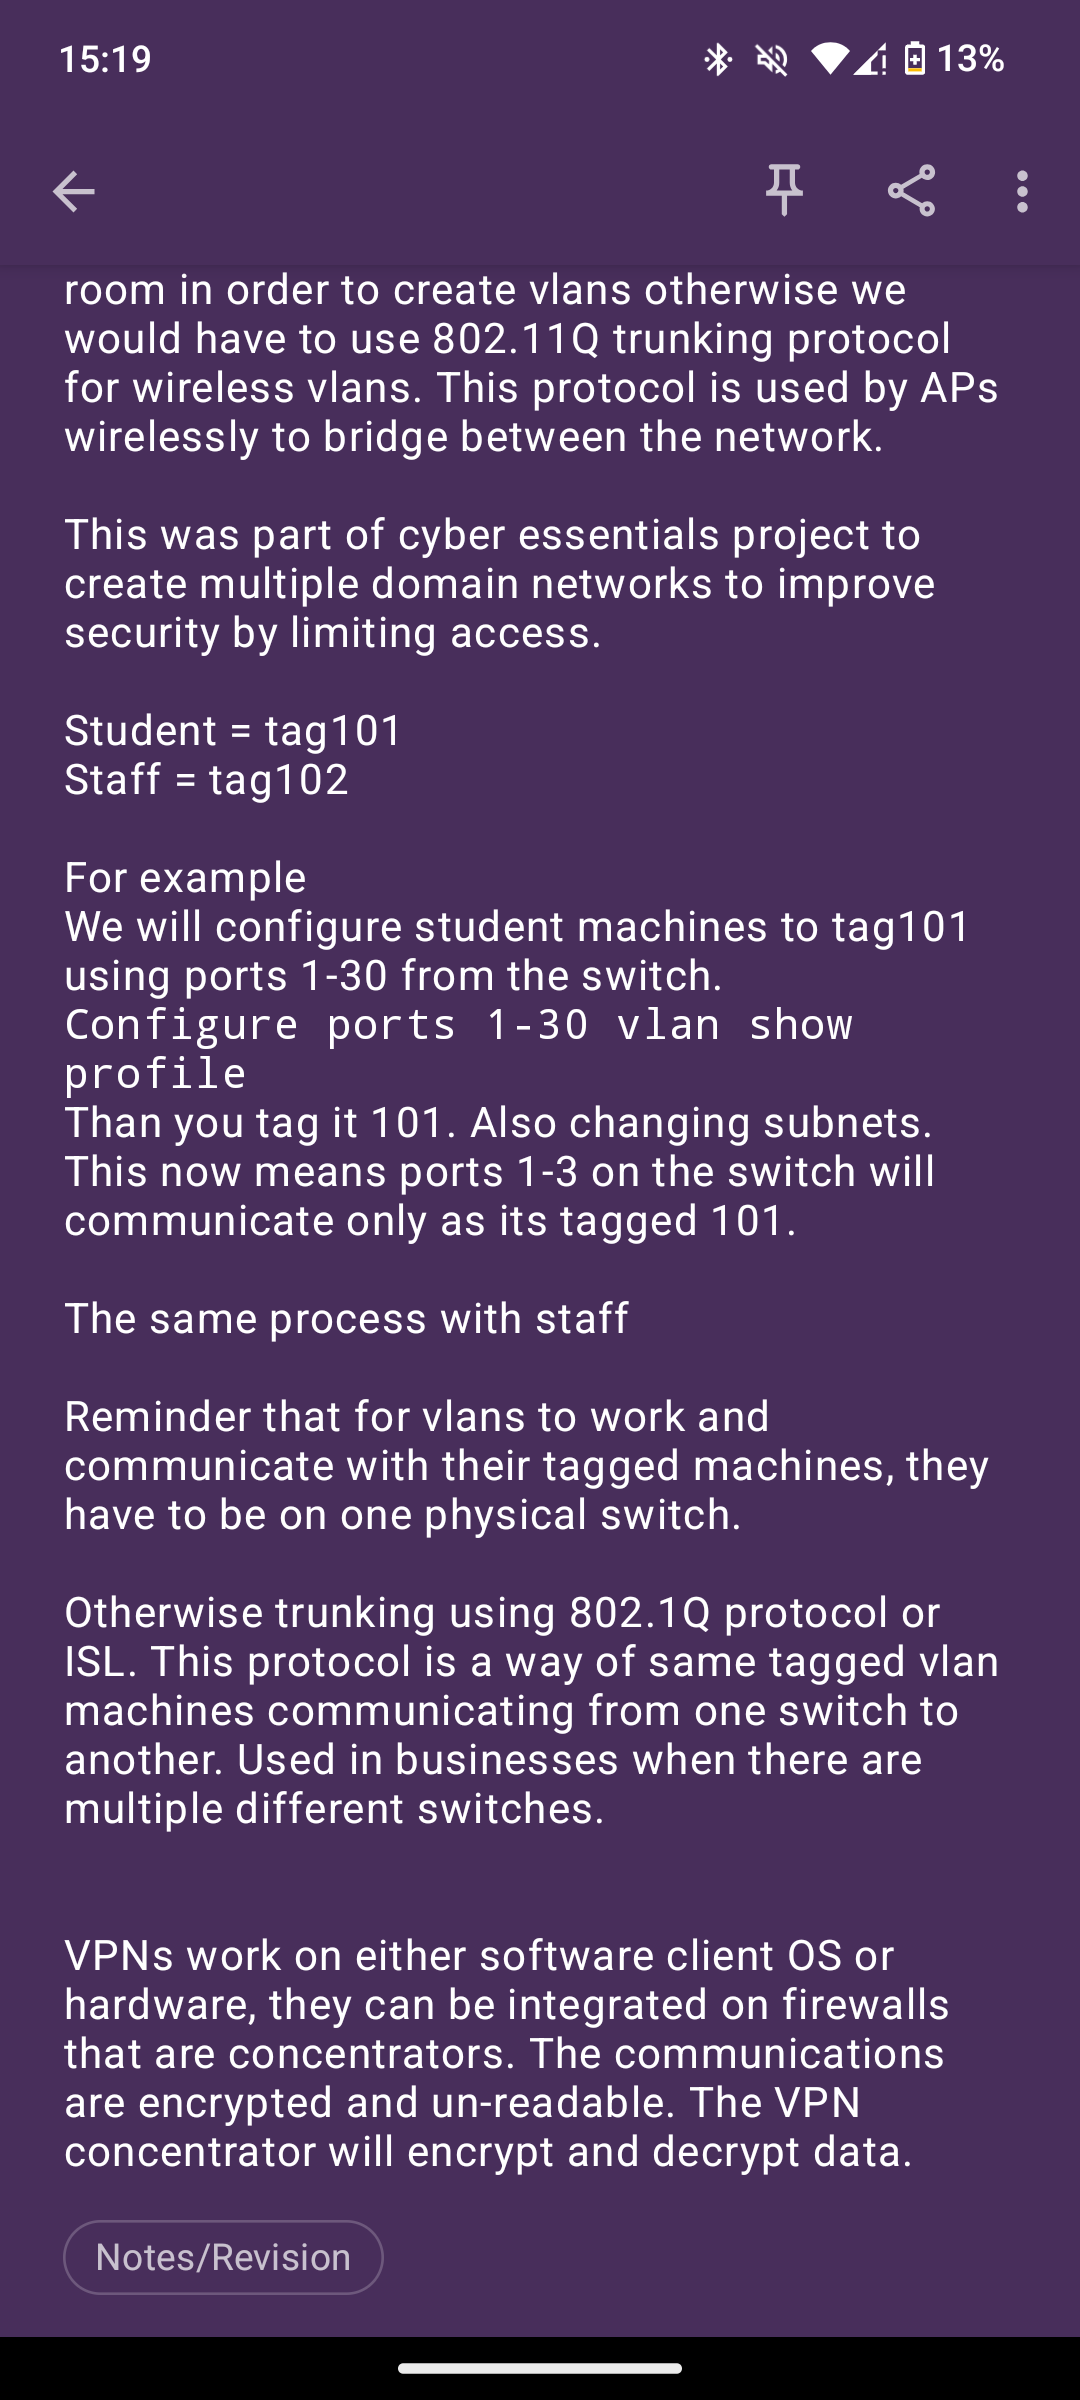 15:19
13%
room in order to create vlans otherwise we
would have to use 802.11Q trunking protocol
for wireless vlans. This protocol is used by APs
wirelessly to bridge between the network.
This was part of cyber essentials project to
create multiple domain networks to improve
security by limiting access.
Student = tag101
Staff = tag102
For example
We will configure student machines to tag101
using ports 1-30 from the switch.
Configure ports 1-30 vlan show
profile
Than you tag it 101. Also changing subnets.
This now means ports 1-3 on the switch will
communicate only as its tagged 101.
The same process with staff
Reminder that for vlans to work and
communicate with their tagged machines, they
have to be on one physical switch.
Otherwise trunking using 802.1Q protocol or
ISL. This protocol is a way of same tagged vlan
machines communicating from one switch to
another. Used in businesses when there are
multiple different switches.
VPNs work on either software client OS or
hardware, they can be integrated on firewalls
that are concentrators. The communications
are encrypted and un-readable. The VPN
concentrator will encrypt and decrypt data.
Notes/Revision